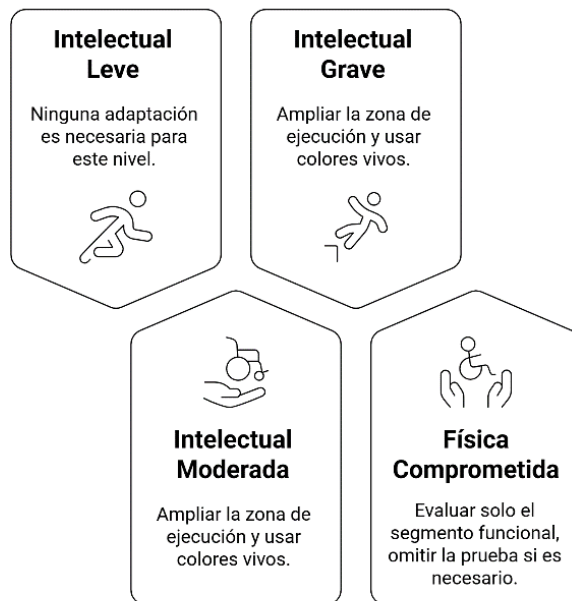 Intelectual
Leve
Ninguna adaptación
es necesaria para
este nivel.
Intelectual
Grave
Ampliar la zona de
ejecución y usar
colores vivos.
Intelectual
Moderada
Ampliar la zona de
ejecución y usar
colores vivos.
Física
Comprometida
Evaluar solo el
segmento funcional,
omitir la prueba si es
necesario.